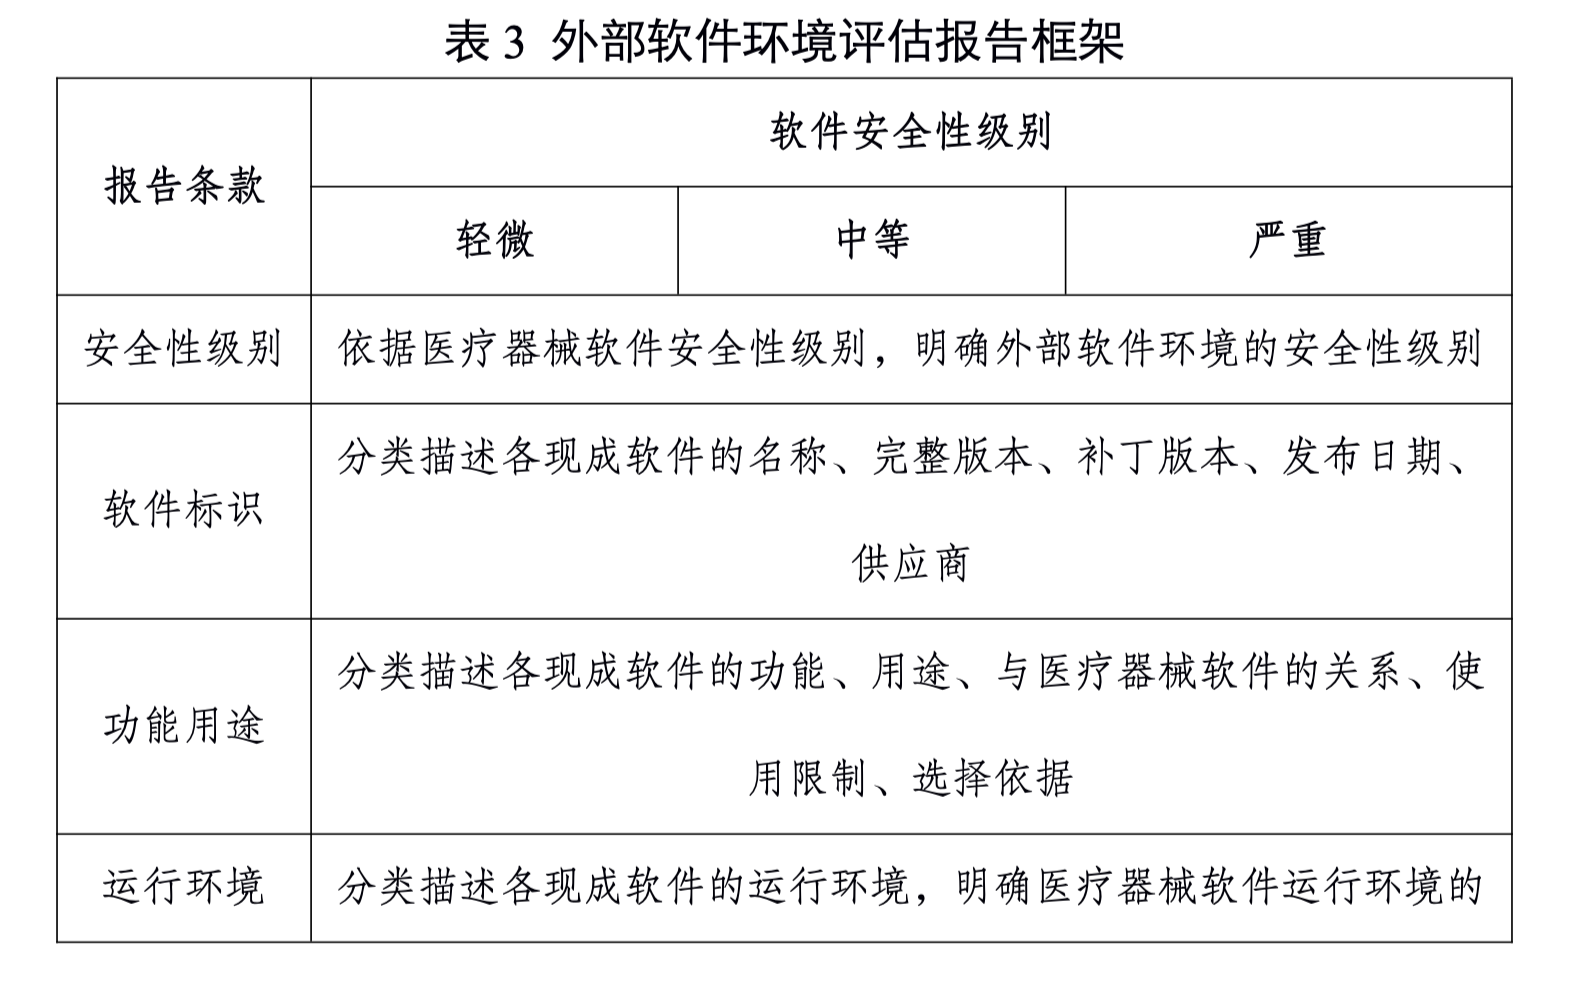 表 3 外部软件环境评估报告框架
报告条款
软件安全性级别
轻微
中等
严重
安全性级别
依据医疗器械软件安全性级别，明确外部软件环境的安全性级别
软件标识
分类描述各现成软件的名称、完整版本、补丁版本、发布日期、
供应商
功能用途
分类描述各现成软件的功能、用途、与医疗器械软件的关系、使
用限制、选择依据
运行环境
分类描述各现成软件的运行环境，明确医疗器械软件运行环境的